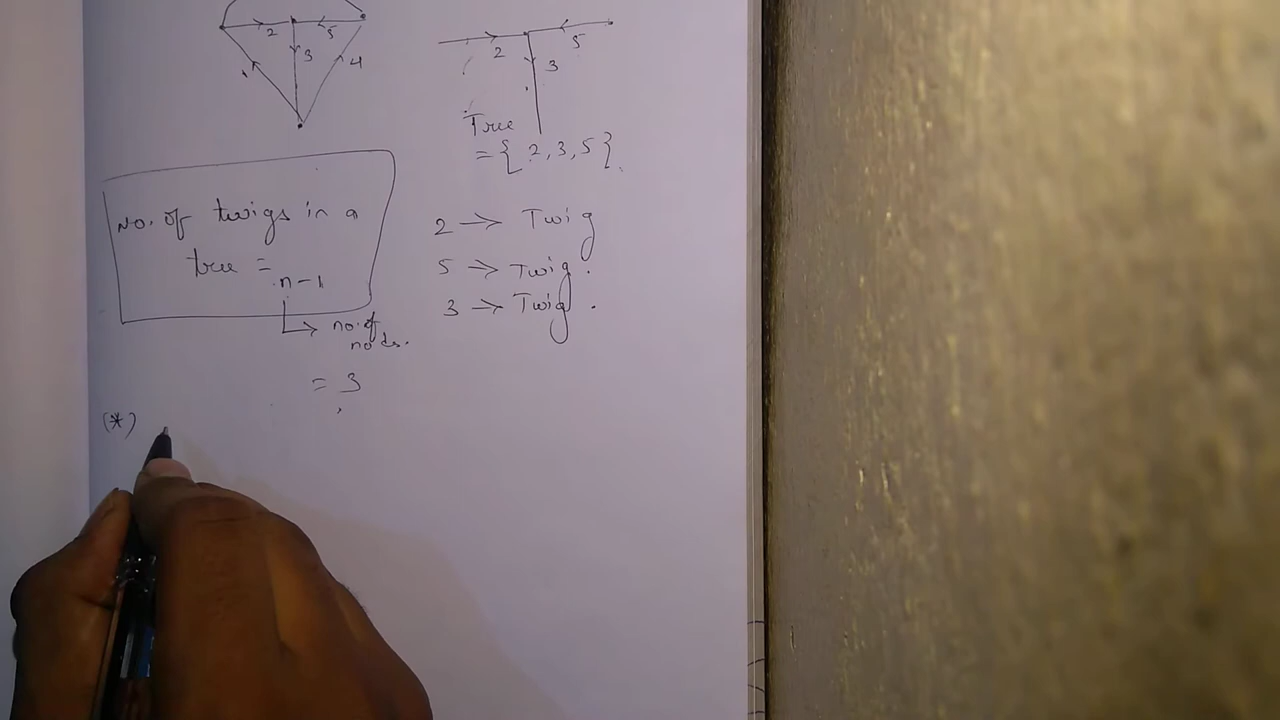 2 5
3
1 4
2 5
3
Tree
= { 2, 3, 5 }
No. of twigs in a
tree = n-1
no. of
nodes.
= 3
2 → Twig
5 → Twig.
3 → Twig.
(*)